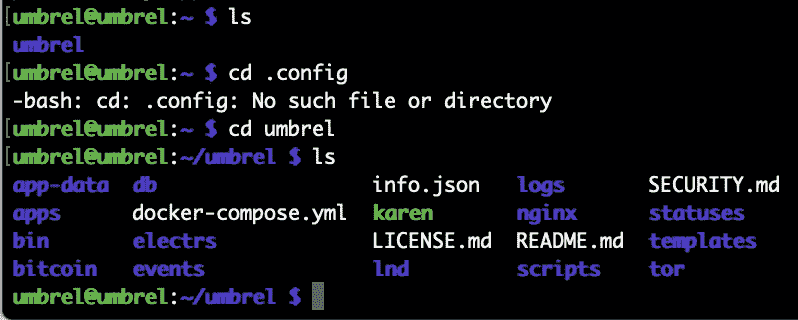 [umbrel@umbrel:~ $ ls
umbrel
[umbrel@umbrel:~ $ cd .config
-bash: cd: .config: No such file or directory
[umbrel@umbrel:~ $ cd umbrel
[umbrel@umbrel:~/umbrel $ ls
app-data db info.json logs SECURITY.md
apps docker-compose.yml karen nginx statuses
bin electrs LICENSE.md README.md templates
bitcoin events lnd scripts tor
umbrel@umbrel:~/umbrel $